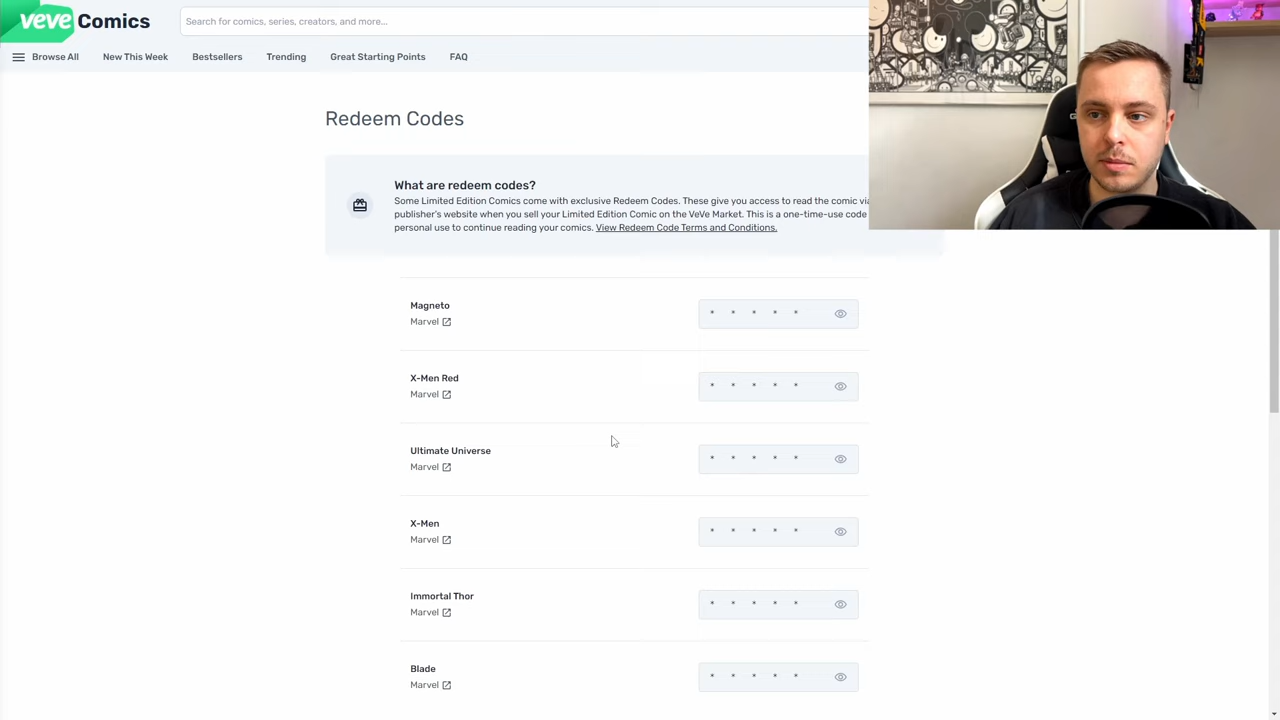 veve Comics
Search for comics, series, creators, and more...
Browse All
New This Week
Bestsellers
Trending
Great Starting Points
FAQ
Redeem Codes
What are redeem codes?
Some Limited Edition Comics come with exclusive Redeem Codes. These give you access to read the comic
publisher's website when you sell your Limited Edition Comic on the VeVe Market. This is a one-time-use code
personal use to continue reading your comics. View Redeem Code Terms and Conditions.
Magneto
Marvel
* * * * *
X-Men Red
Marvel
* * * * *
Ultimate Universe
Marvel
* * * * *
X-Men
Marvel
* * * * *
Immortal Thor
Marvel
* * * * *
Blade
Marvel
* * * * *